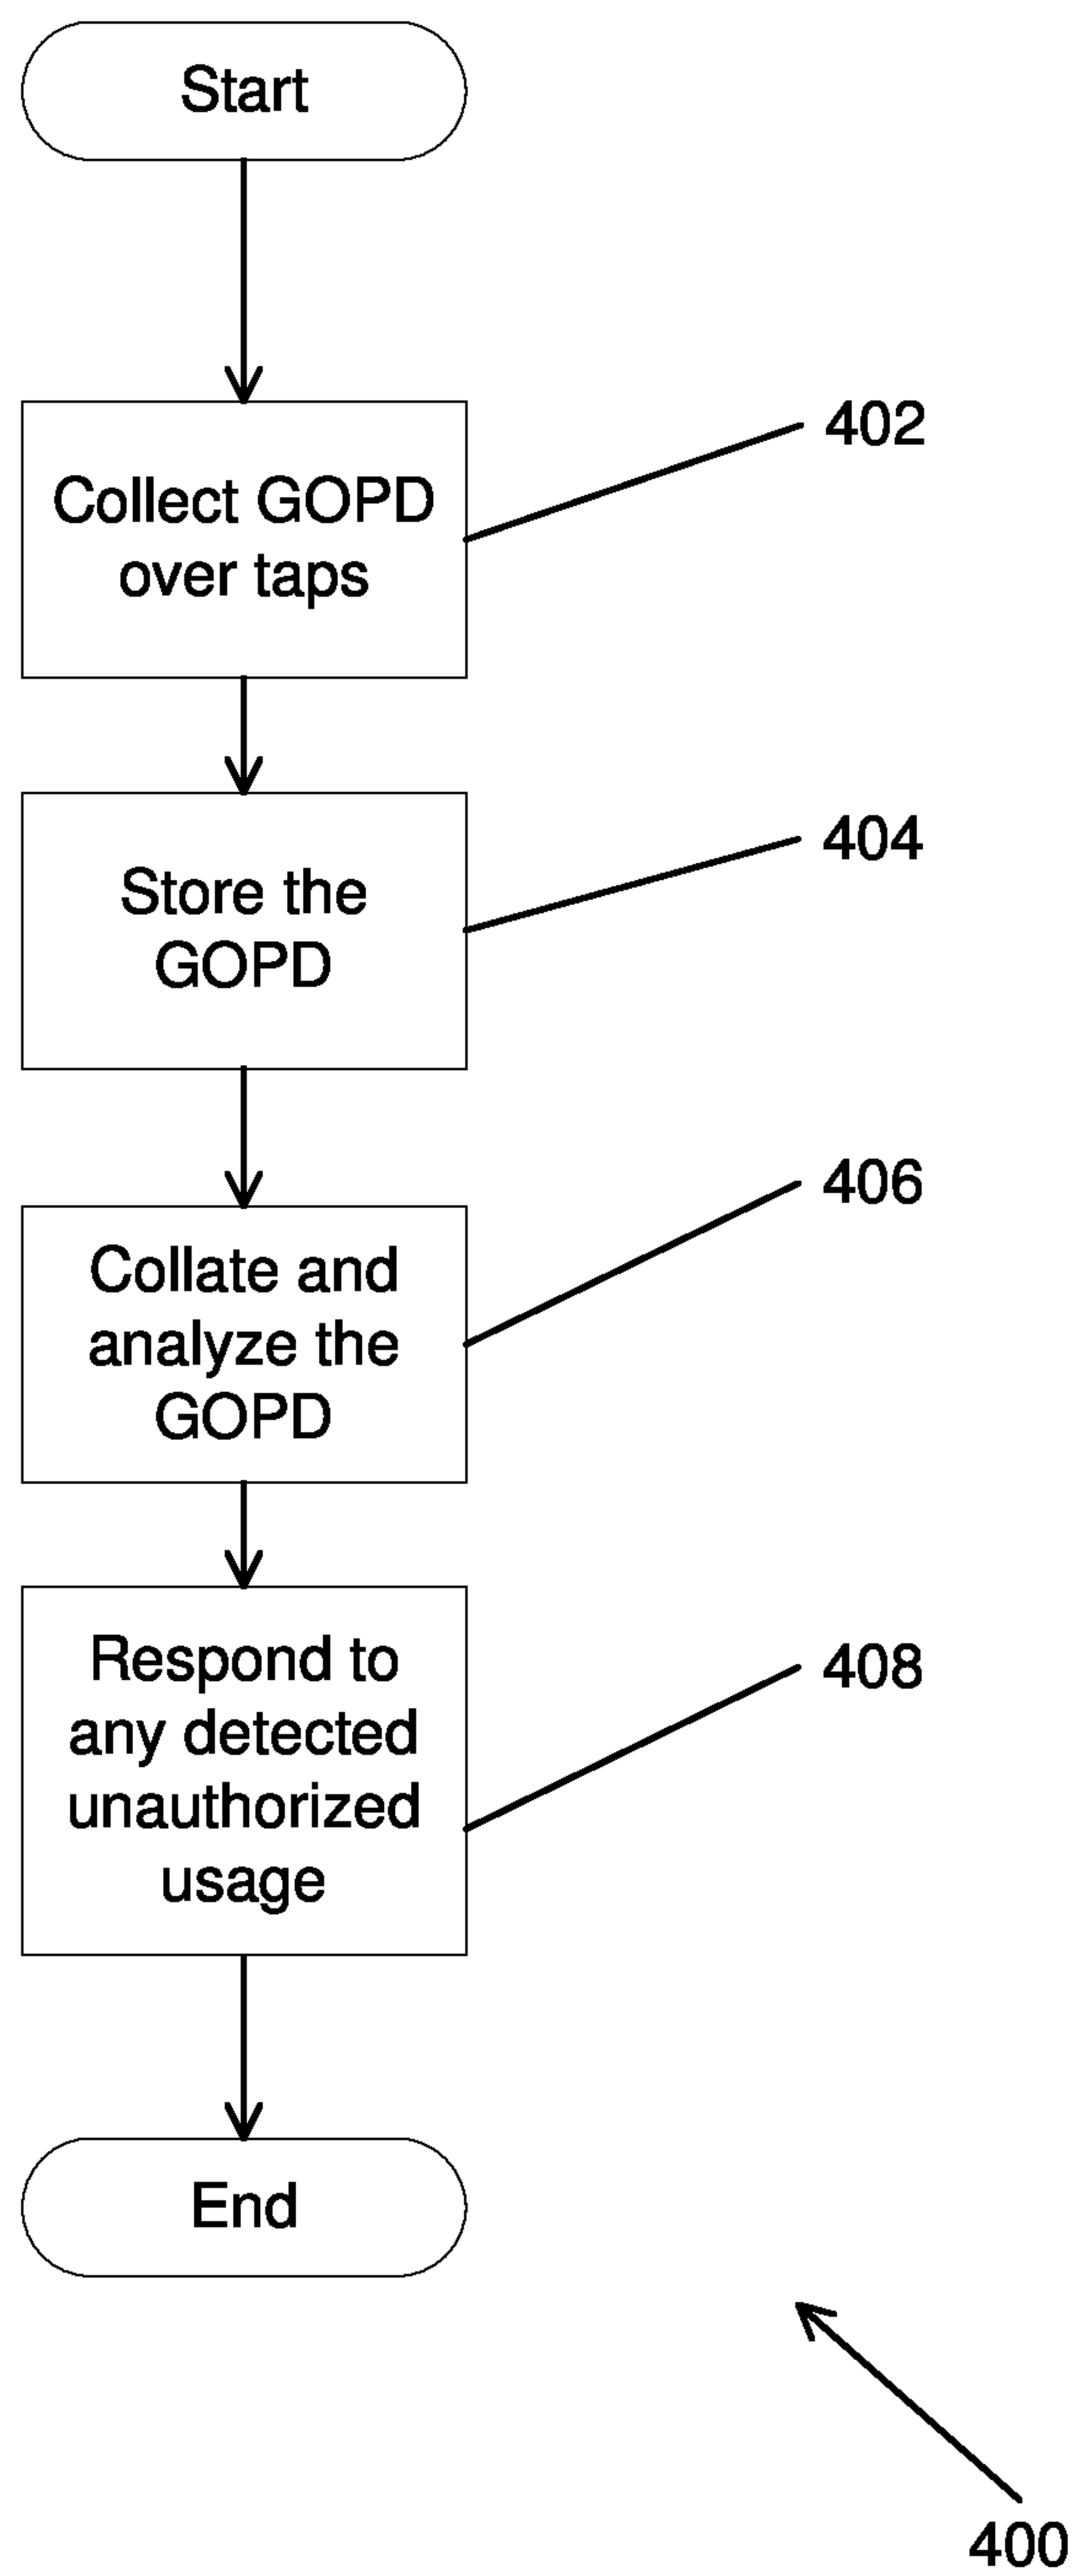 Start
402
Collect GOPD
over taps
404
Store the
GOPD
406
Collate and
analyze the
GOPD
408
Respond to
any detected
unauthorized
usage
End
400